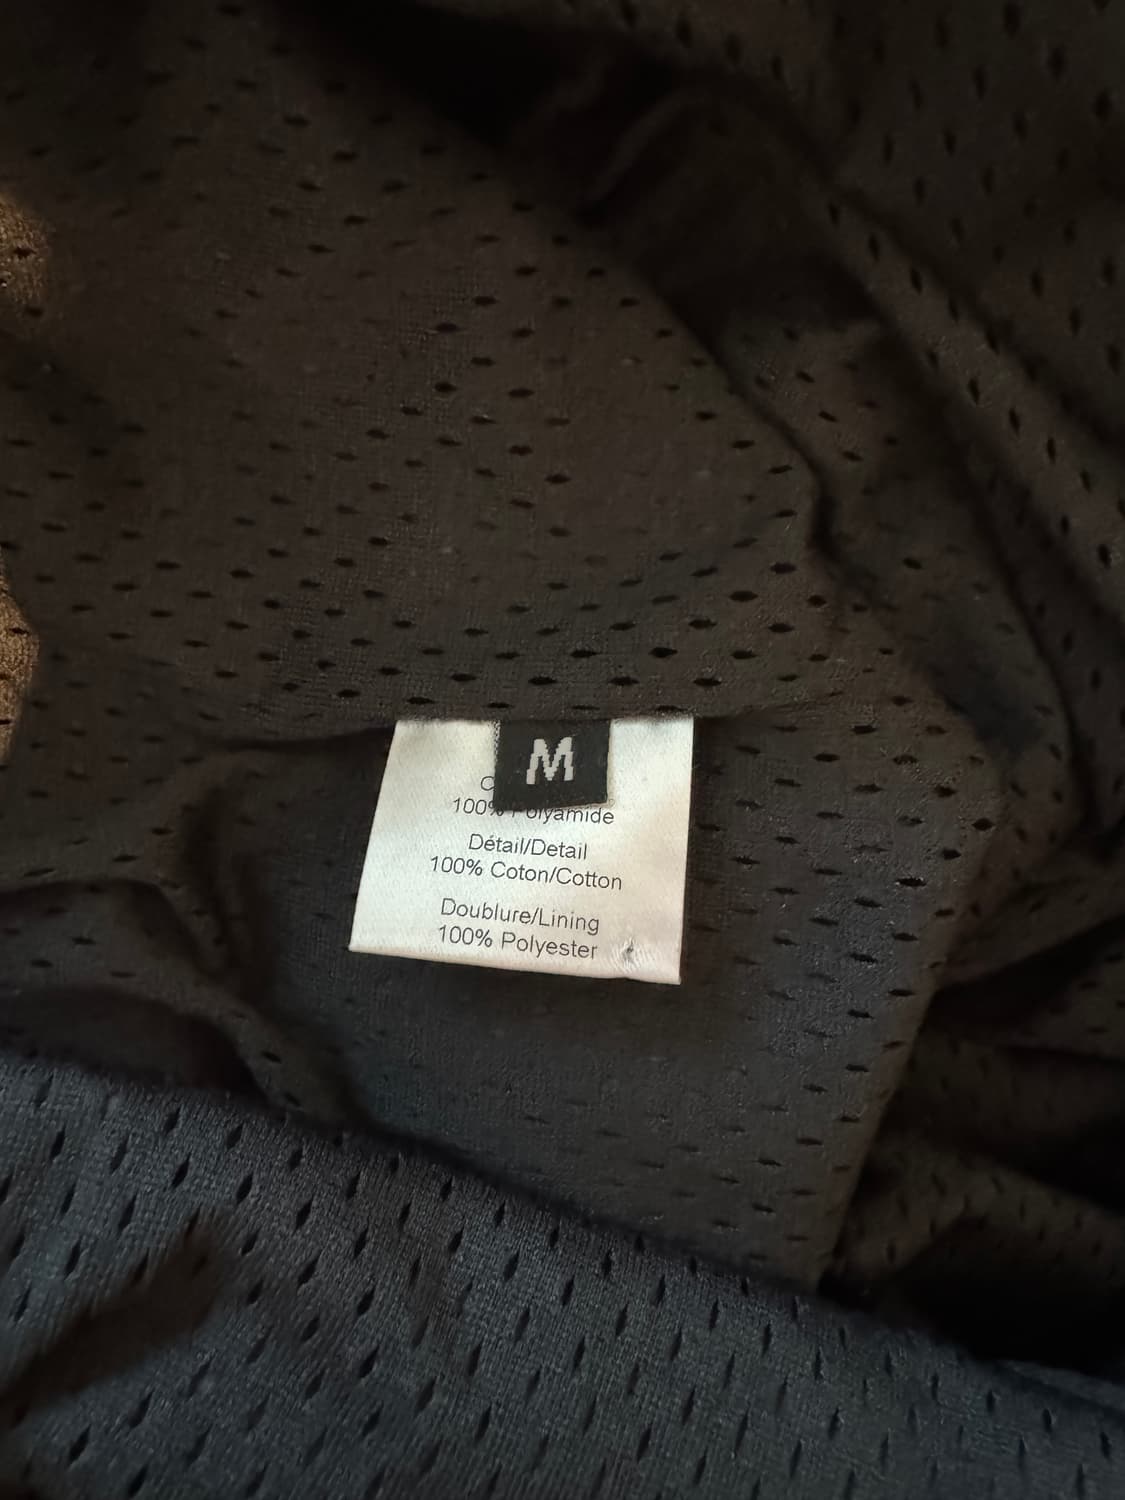 M
100% Polyamide
Détail/Detail
100% Coton/Cotton
Doublure/Lining
100% Polyester